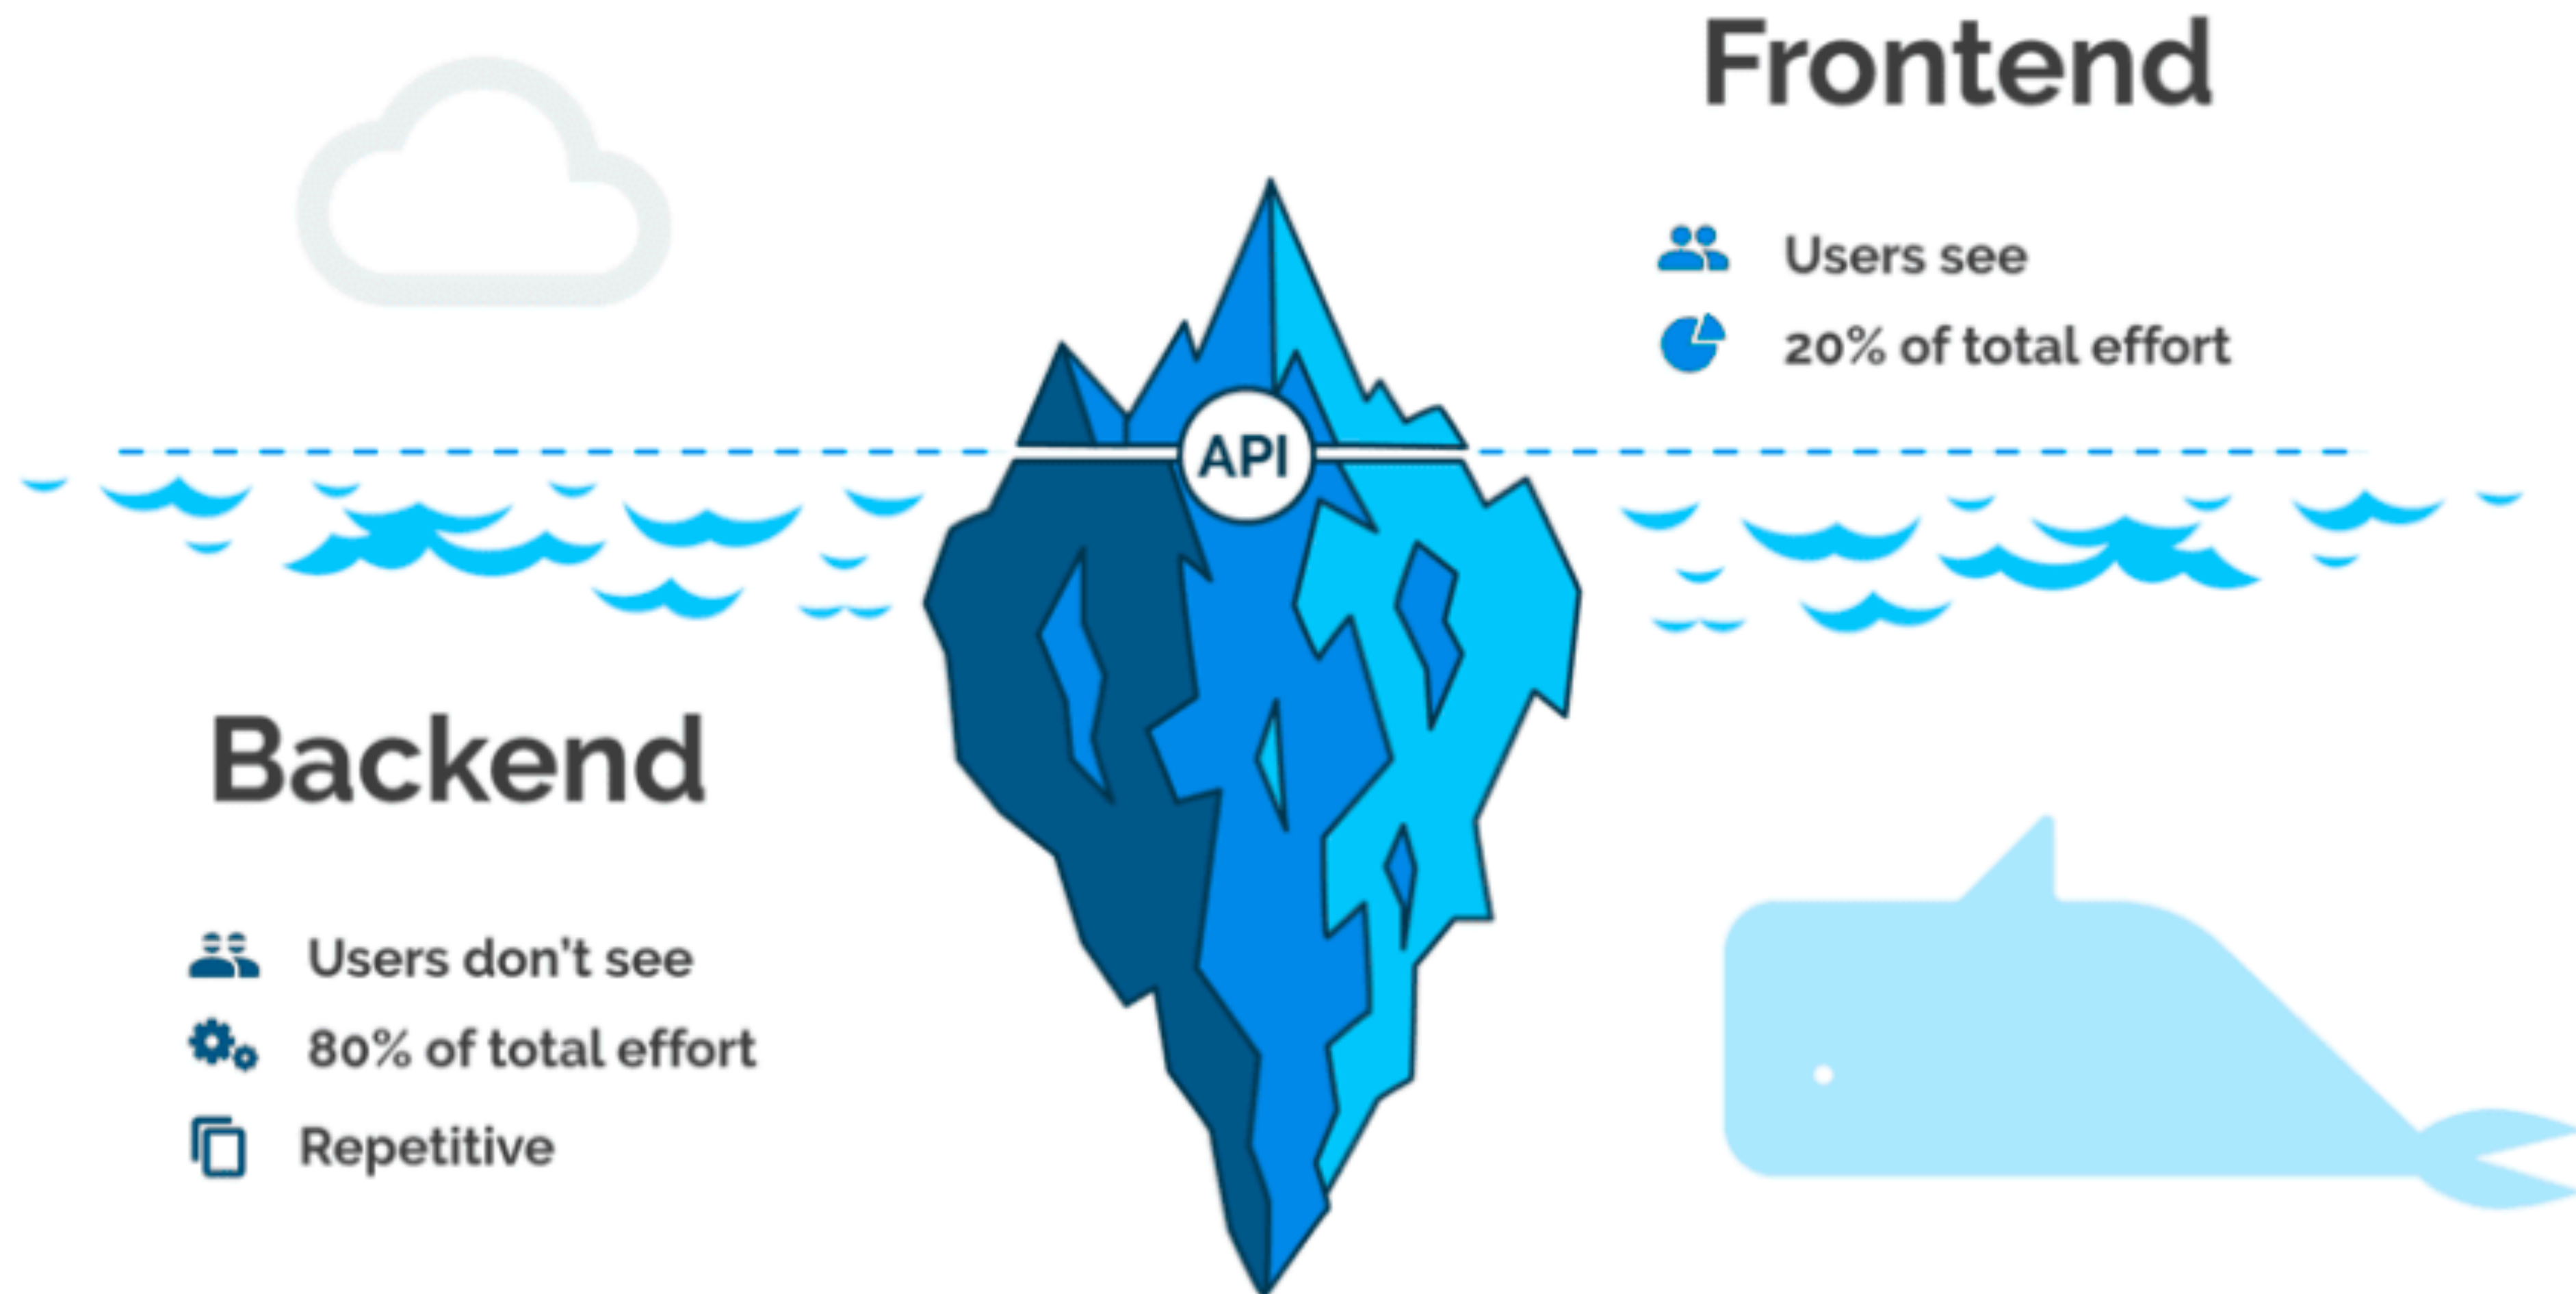 Frontend
Users see
20% of total effort
API
Backend
Users don't see
80% of total effort
Repetitive